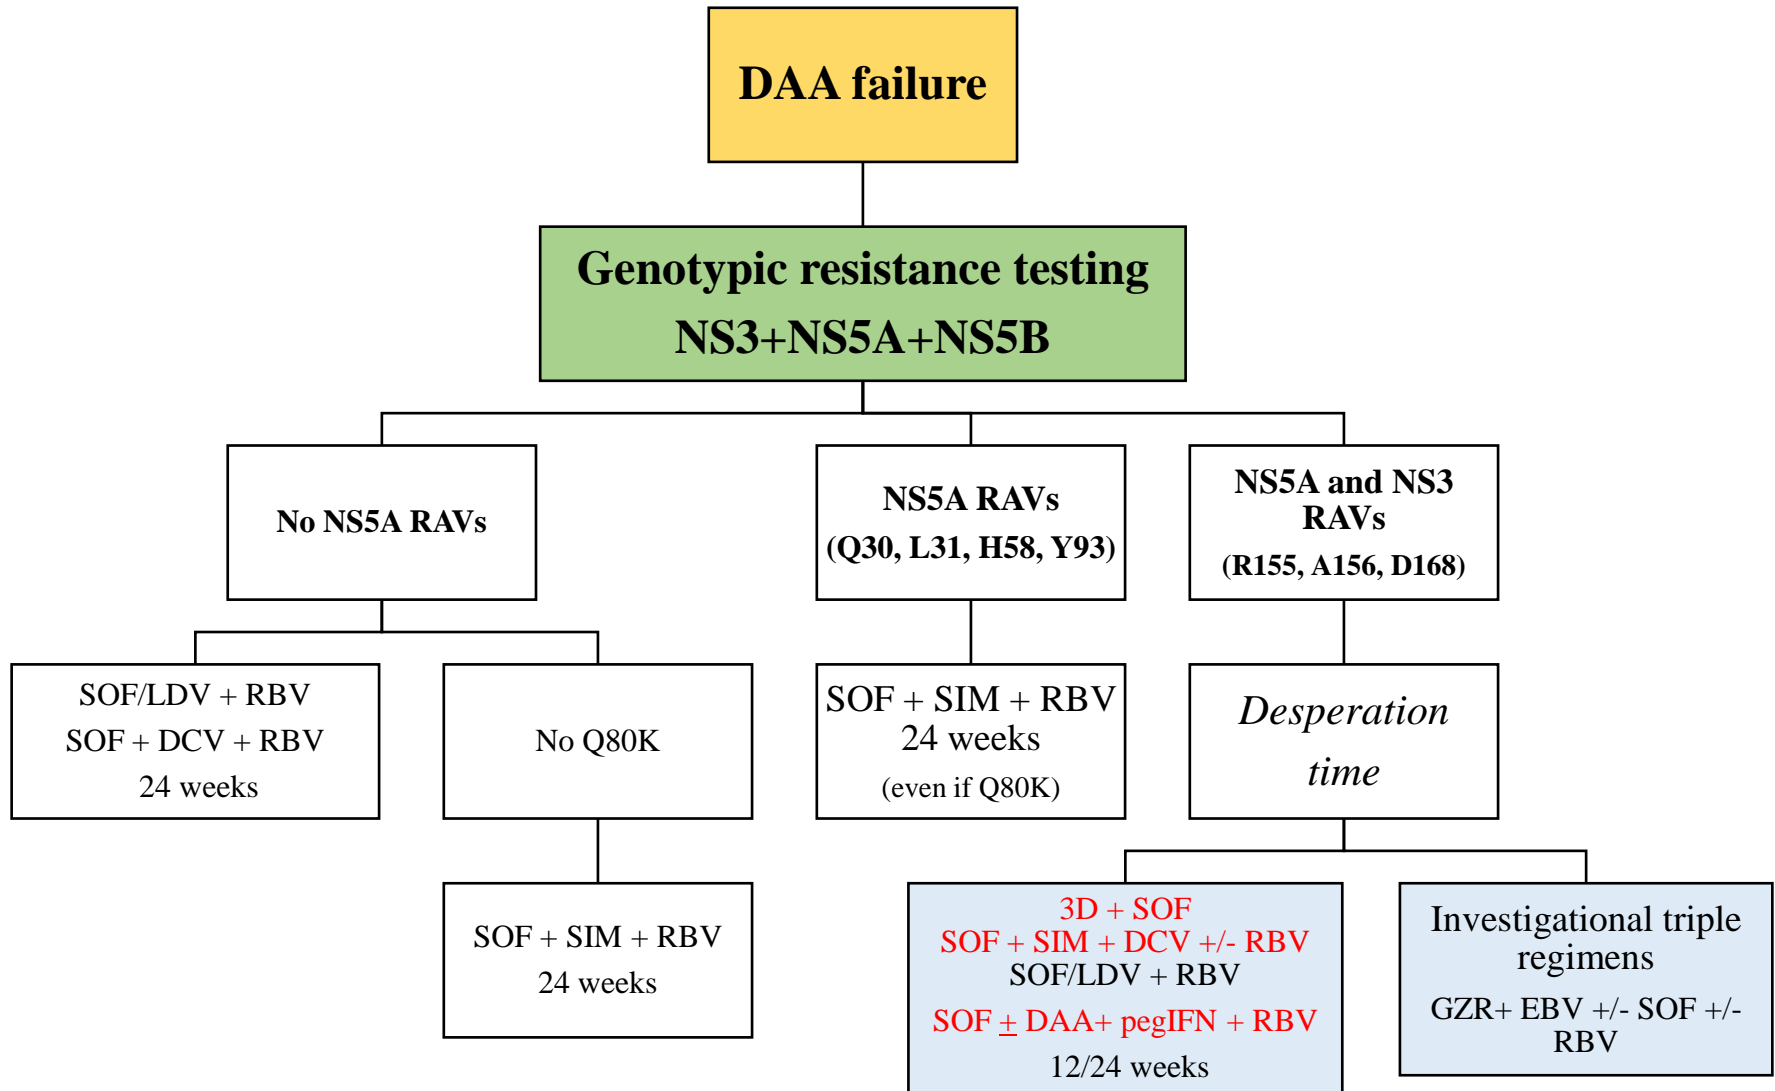 DAA failure
Genotypic resistance testing
NS3+NS5A+NS5B
No NS5A RAVs
NS5A RAVs
(Q30, L31, H58, Y93)
NS5A and NS3
RAVs
(R155, A156, D168)
SOF/LDV + RBV
SOF + DCV + RBV
24 weeks
No Q80K
SOF + SIM + RBV
24 weeks
(even if Q80K)
Desperation
time
SOF + SIM + RBV
24 weeks
3D + SOF
SOF + SIM + DCV +/- RBV
SOF/LDV + RBV
SOF ± DAA+ pegIFN + RBV
12/24 weeks
Investigational triple
regimens
GZR+ EBV +/- SOF +/-
RBV